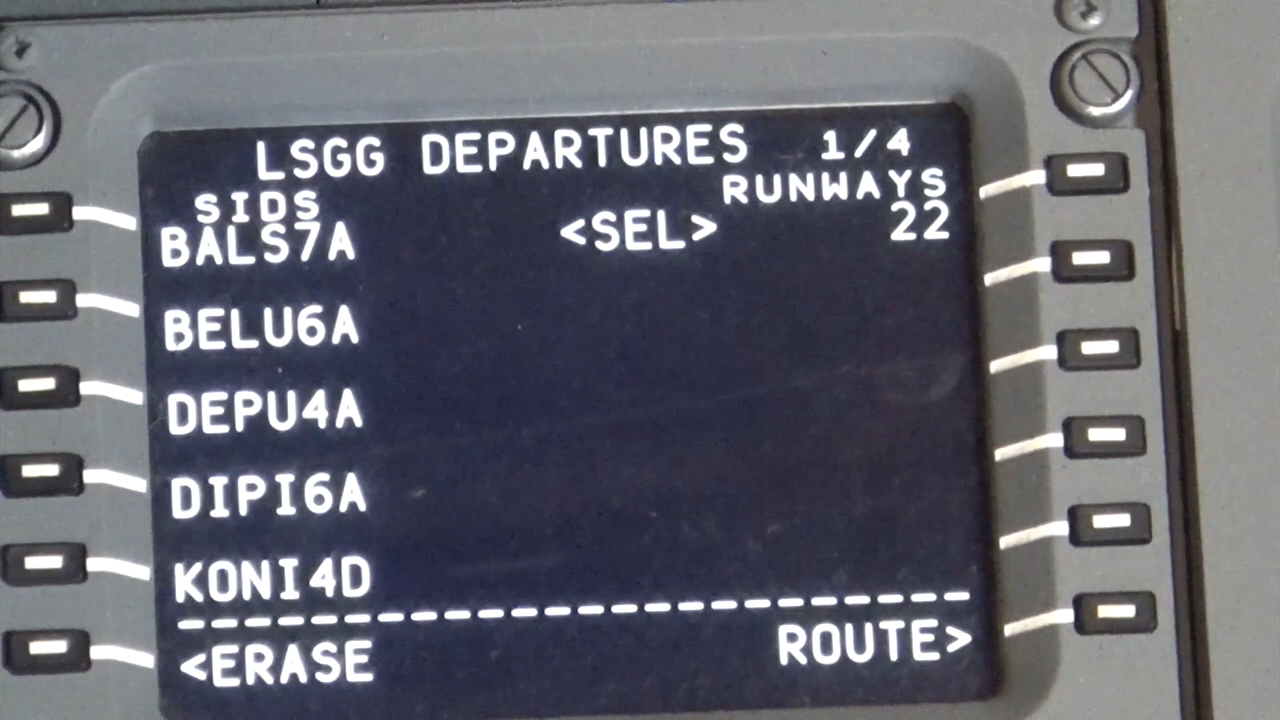 LSGG DEPARTURES 1/4
SIDS RUNWAYS
BALS7A <SEL> 22
BELU6A
DEPU4A
DIPI6A
KONI4D
<ERASE ROUTE>